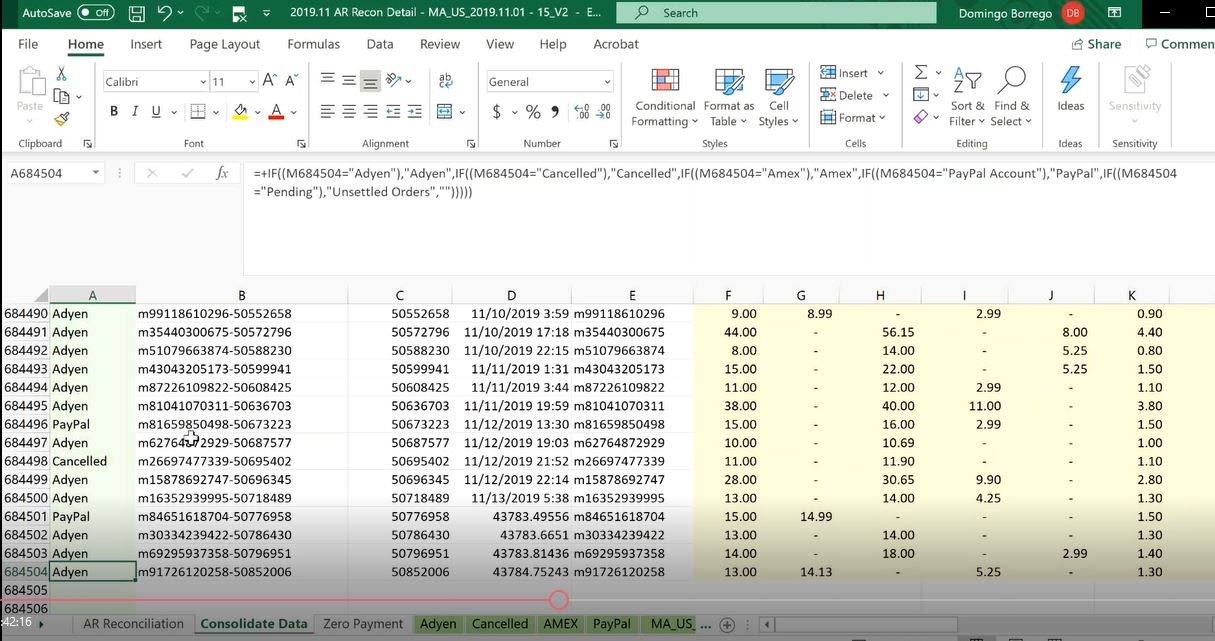 AutoSave Off 2019.11 AR Recon Detail - MA_US_2019.11.01 - 15_V2 - E... Search Domingo Borrego DB
File Home Insert Page Layout Formulas Data Review View Help Acrobat Share Commen
Calibri 11 A A General Insert Σ
Paste B I U A $ % 9 Conditional Format as Cell Delete Sort & Find & Ideas Sensitivity
Formatting Table Styles Format Filter Select
Clipboard Font Alignment Number Styles Cells Editing Ideas Sensitivity
A684504 fx =+IF((M684504="Adyen"),"Adyen",IF((M684504="Cancelled"),"Cancelled",IF((M684504="Amex"),"Amex",IF((M684504="PayPal Account"),"PayPal",IF((M684504
="Pending"),"Unsettled Orders","")))))
A B C D E F G H I J K
684490 Adyen m99118610296-50552658 50552658 11/10/2019 3:59 m99118610296 9.00 8.99 - 2.99 - 0.90
684491 Adyen m35440300675-50572796 50572796 11/10/2019 17:18 m35440300675 44.00 - 56.15 - 8.00 4.40
684492 Adyen m51079663874-50588230 50588230 11/10/2019 22:15 m51079663874 8.00 - 14.00 - 5.25 0.80
684493 Adyen m43043205173-50599941 50599941 11/11/2019 1:31 m43043205173 15.00 - 22.00 - 5.25 1.50
684494 Adyen m87226109822-50608425 50608425 11/11/2019 3:44 m87226109822 11.00 - 12.00 2.99 - 1.10
684495 Adyen m81041070311-50636703 50636703 11/11/2019 19:59 m81041070311 38.00 - 40.00 11.00 - 3.80
684496 PayPal m81659850498-50673223 50673223 11/12/2019 13:30 m81659850498 15.00 - 16.00 2.99 - 1.50
684497 Adyen m62764872929-50687577 50687577 11/12/2019 19:03 m62764872929 10.00 - 10.69 - - 1.00
684498 Cancelled m26697477339-50695402 50695402 11/12/2019 21:52 m26697477339 11.00 - 11.90 - - 1.10
684499 Adyen m15878692747-50696345 50696345 11/12/2019 22:14 m15878692747 28.00 - 30.65 9.90 - 2.80
684500 Adyen m16352939995-50718489 50718489 11/13/2019 5:38 m16352939995 13.00 - 14.00 4.25 - 1.30
684501 PayPal m84651618704-50776958 50776958 43783.49556 m84651618704 15.00 14.99 - - - 1.50
684502 Adyen m30334239422-50786430 50786430 43783.6651 m30334239422 13.00 - 14.00 - - 1.30
684503 Adyen m69295937358-50796951 50796951 43783.81436 m69295937358 14.00 - 18.00 - 2.99 1.40
684504 Adyen m91726120258-50852006 50852006 43784.75243 m91726120258 13.00 14.13 - 5.25 - 1.30
684505
684506
:42:16 AR Reconciliation Consolidate Data Zero Payment Adyen Cancelled AMEX PayPal MA_US_ ...